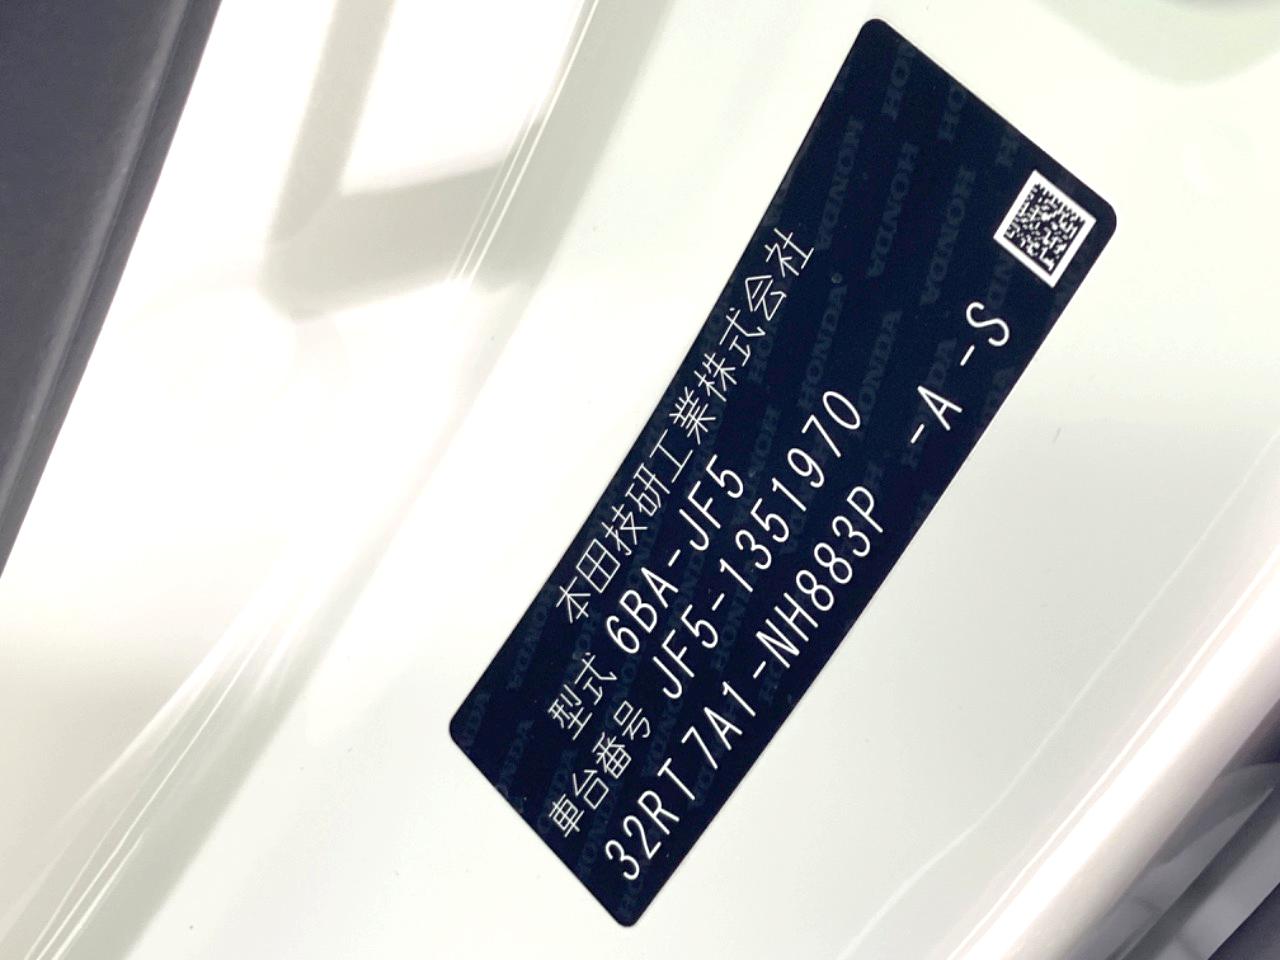 本田技研工業株式会社
型式 6BA-JF5
車台番号 JF5-1351970
32RT7A1-NH883P -A -S